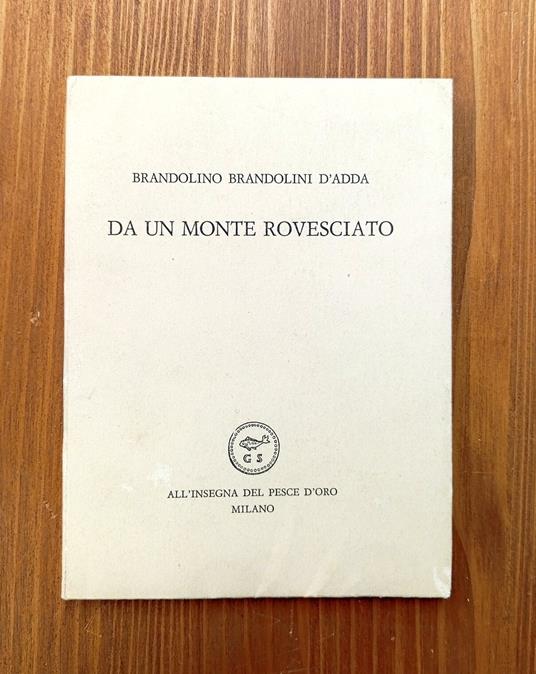 BRANDOLINO BRANDOLINI D'ADDA
DA UN MONTE ROVESCIATO
G S
ALL'INSEGNA DEL PESCE D'ORO
MILANO